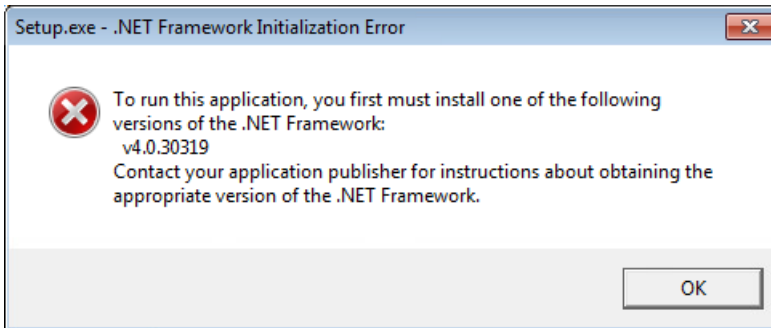 Setup.exe - .NET Framework Initialization Error
To run this application, you first must install one of the following
versions of the .NET Framework:
v4.0.30319
Contact your application publisher for instructions about obtaining the
appropriate version of the .NET Framework.
OK